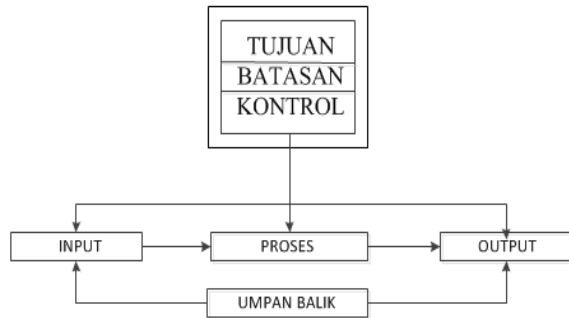 TUJUAN
BATASAN
KONTROL
INPUT
PROSES
OUTPUT
UMPAN BALIK